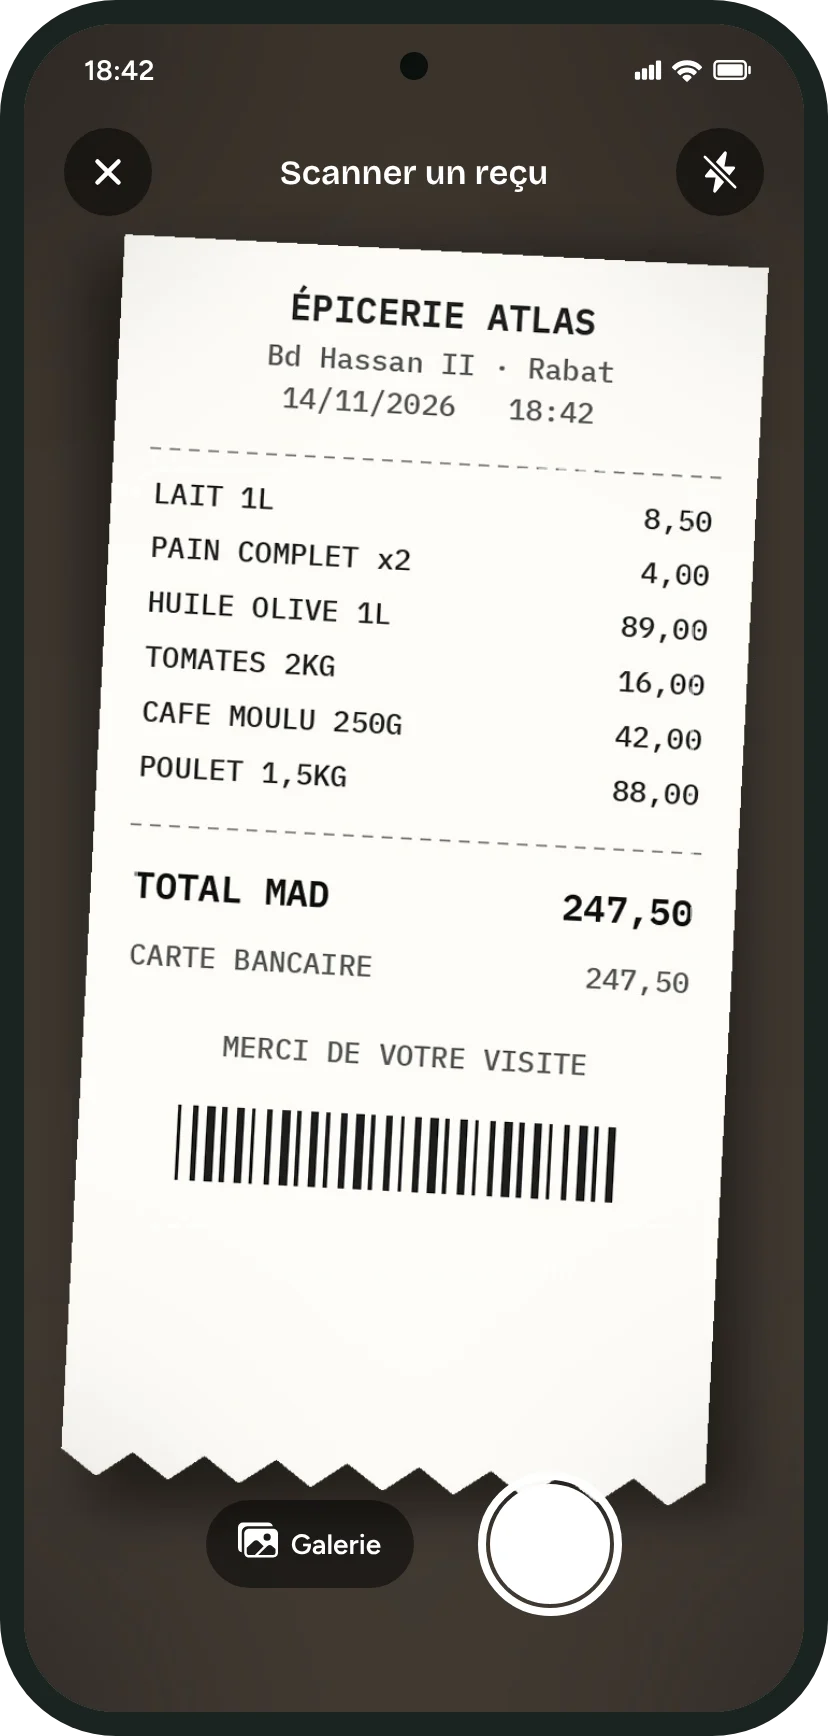 18:42
Scanner un reçu
ÉPICERIE ATLAS
Bd Hassan II · Rabat
14/11/2026 18:42
LAIT 1L 8,50
PAIN COMPLET x2 4,00
HUILE OLIVE 1L 89,00
TOMATES 2KG 16,00
CAFE MOULU 250G 42,00
POULET 1,5KG 88,00
TOTAL MAD 247,50
CARTE BANCAIRE 247,50
MERCI DE VOTRE VISITE
Galerie